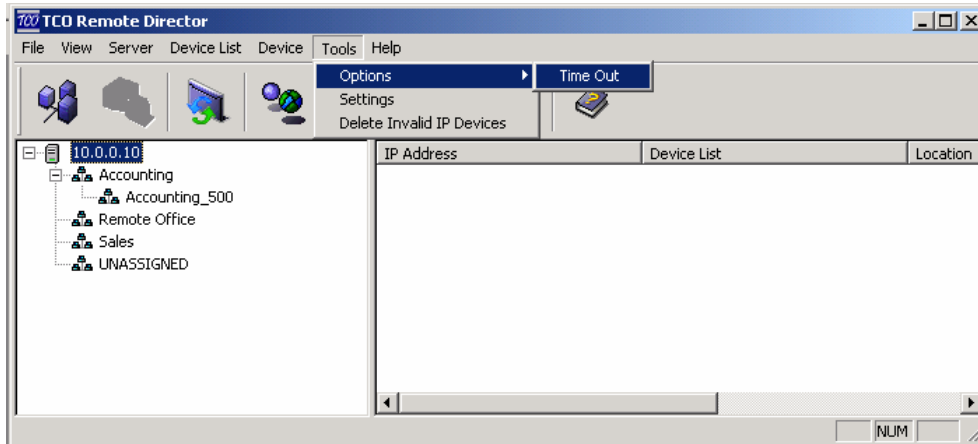 TCO TCO Remote Director
File View Server Device List Device Tools Help
Options Time Out
Settings
Delete Invalid IP Devices
10.0.0.10
Accounting
Accounting_500
Remote Office
Sales
UNASSIGNED
IP Address Device List Location
NUM